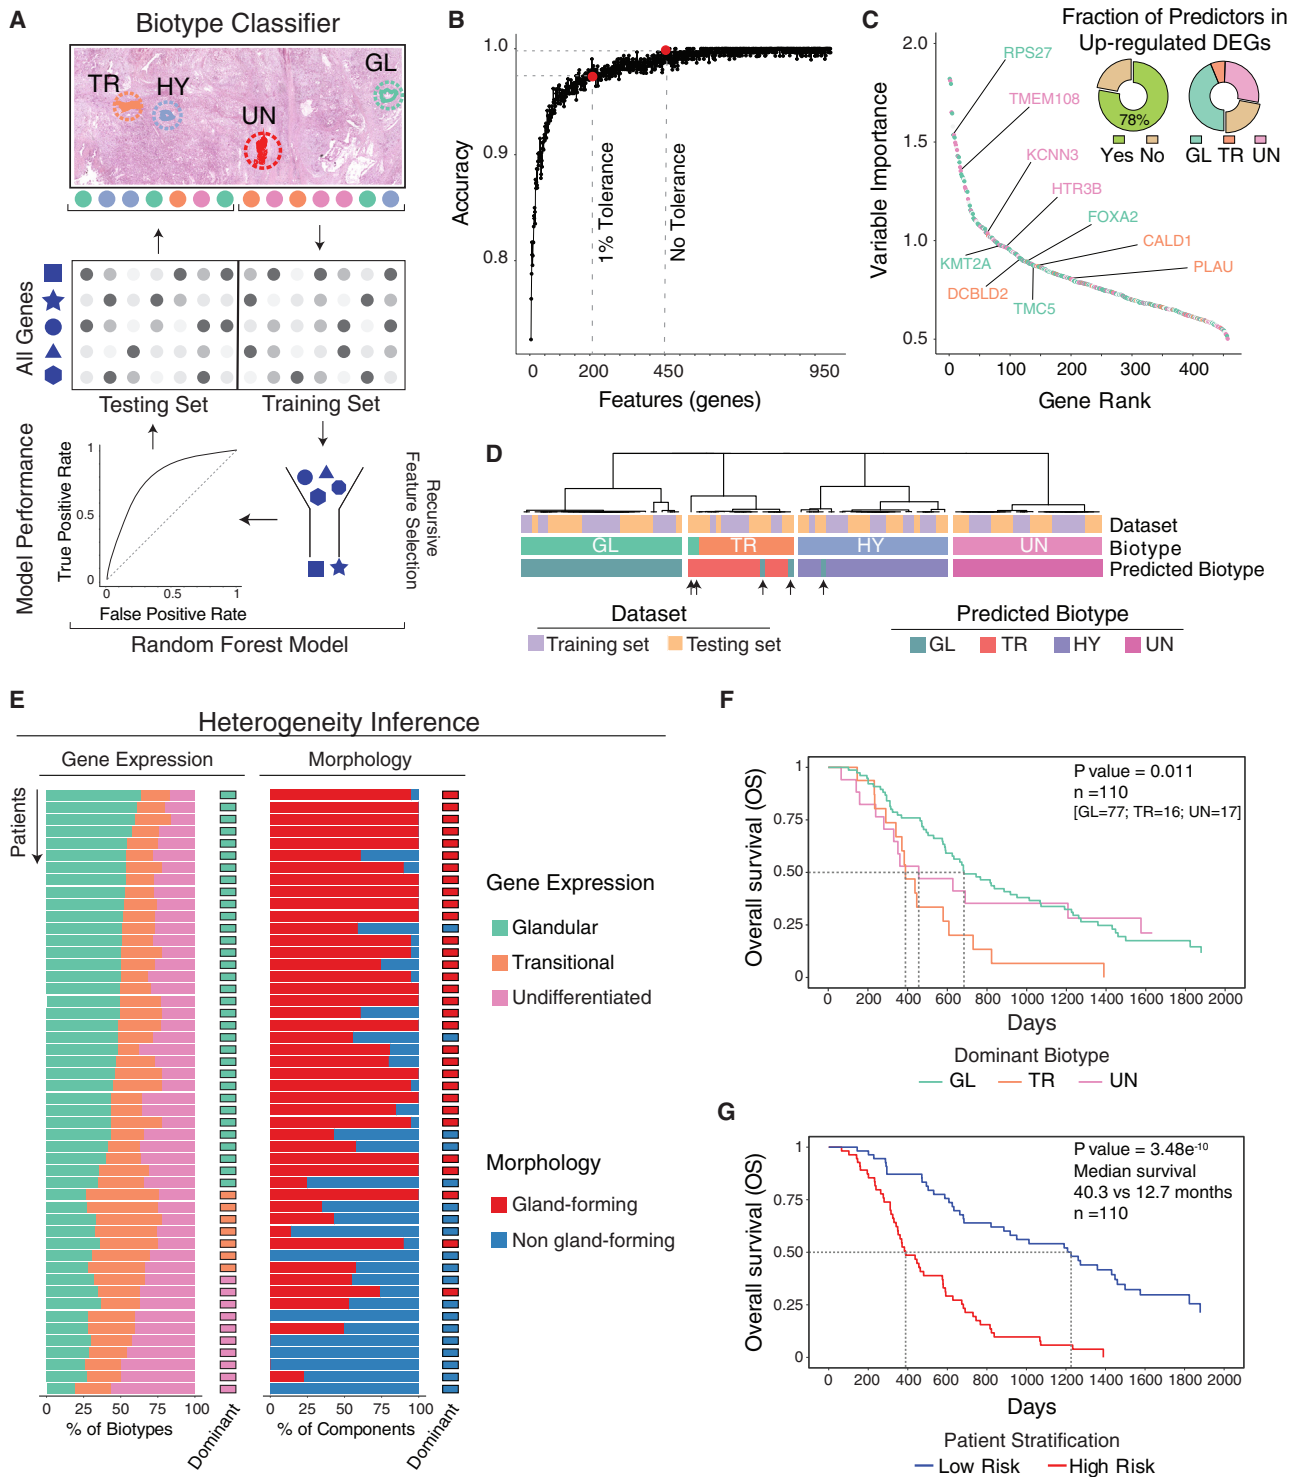 A
Biotype Classifier
TR
HY
GL
UN
All Genes
Testing Set
Training Set
Model Performance
True Positive Rate
1
0.5
0
0
0.5
1
False Positive Rate
Recursive
Feature Selection
Random Forest Model
B
Accuracy
1.0
0.9
0.8
1% Tolerance
No Tolerance
0
200
450
950
Features (genes)
C
Fraction of Predictors in
Up-regulated DEGs
78%
Yes No
GL TR UN
Variable Importance
2.0
1.5
1.0
0.5
RPS27
TMEM108
KCNN3
HTR3B
FOXA2
CALD1
PLAU
KMT2A
DCBLD2
TMC5
0
100
200
300
400
Gene Rank
D
Dataset
GL
TR
HY
UN
Biotype
Predicted Biotype
Dataset
Training set
Testing set
Predicted Biotype
GL
TR
HY
UN
E
Heterogeneity Inference
Gene Expression
Morphology
Patients
0
25
50
75
100
% of Biotypes
Dominant
0
25
50
75
100
% of Components
Dominant
Gene Expression
Glandular
Transitional
Undifferentiated
Morphology
Gland-forming
Non gland-forming
F
Overall survival (OS)
1
0.75
0.50
0.25
0
P value = 0.011
n =110
[GL=77; TR=16; UN=17]
0 200 400 600 800 1000 1200 1400 1600 1800 2000
Days
Dominant Biotype
GL
TR
UN
G
Overall survival (OS)
1
0.75
0.50
0.25
0
P value = 3.48e-10
Median survival
40.3 vs 12.7 months
n =110
0 200 400 600 800 1000 1200 1400 1600 1800 2000
Days
Patient Stratification
Low Risk
High Risk